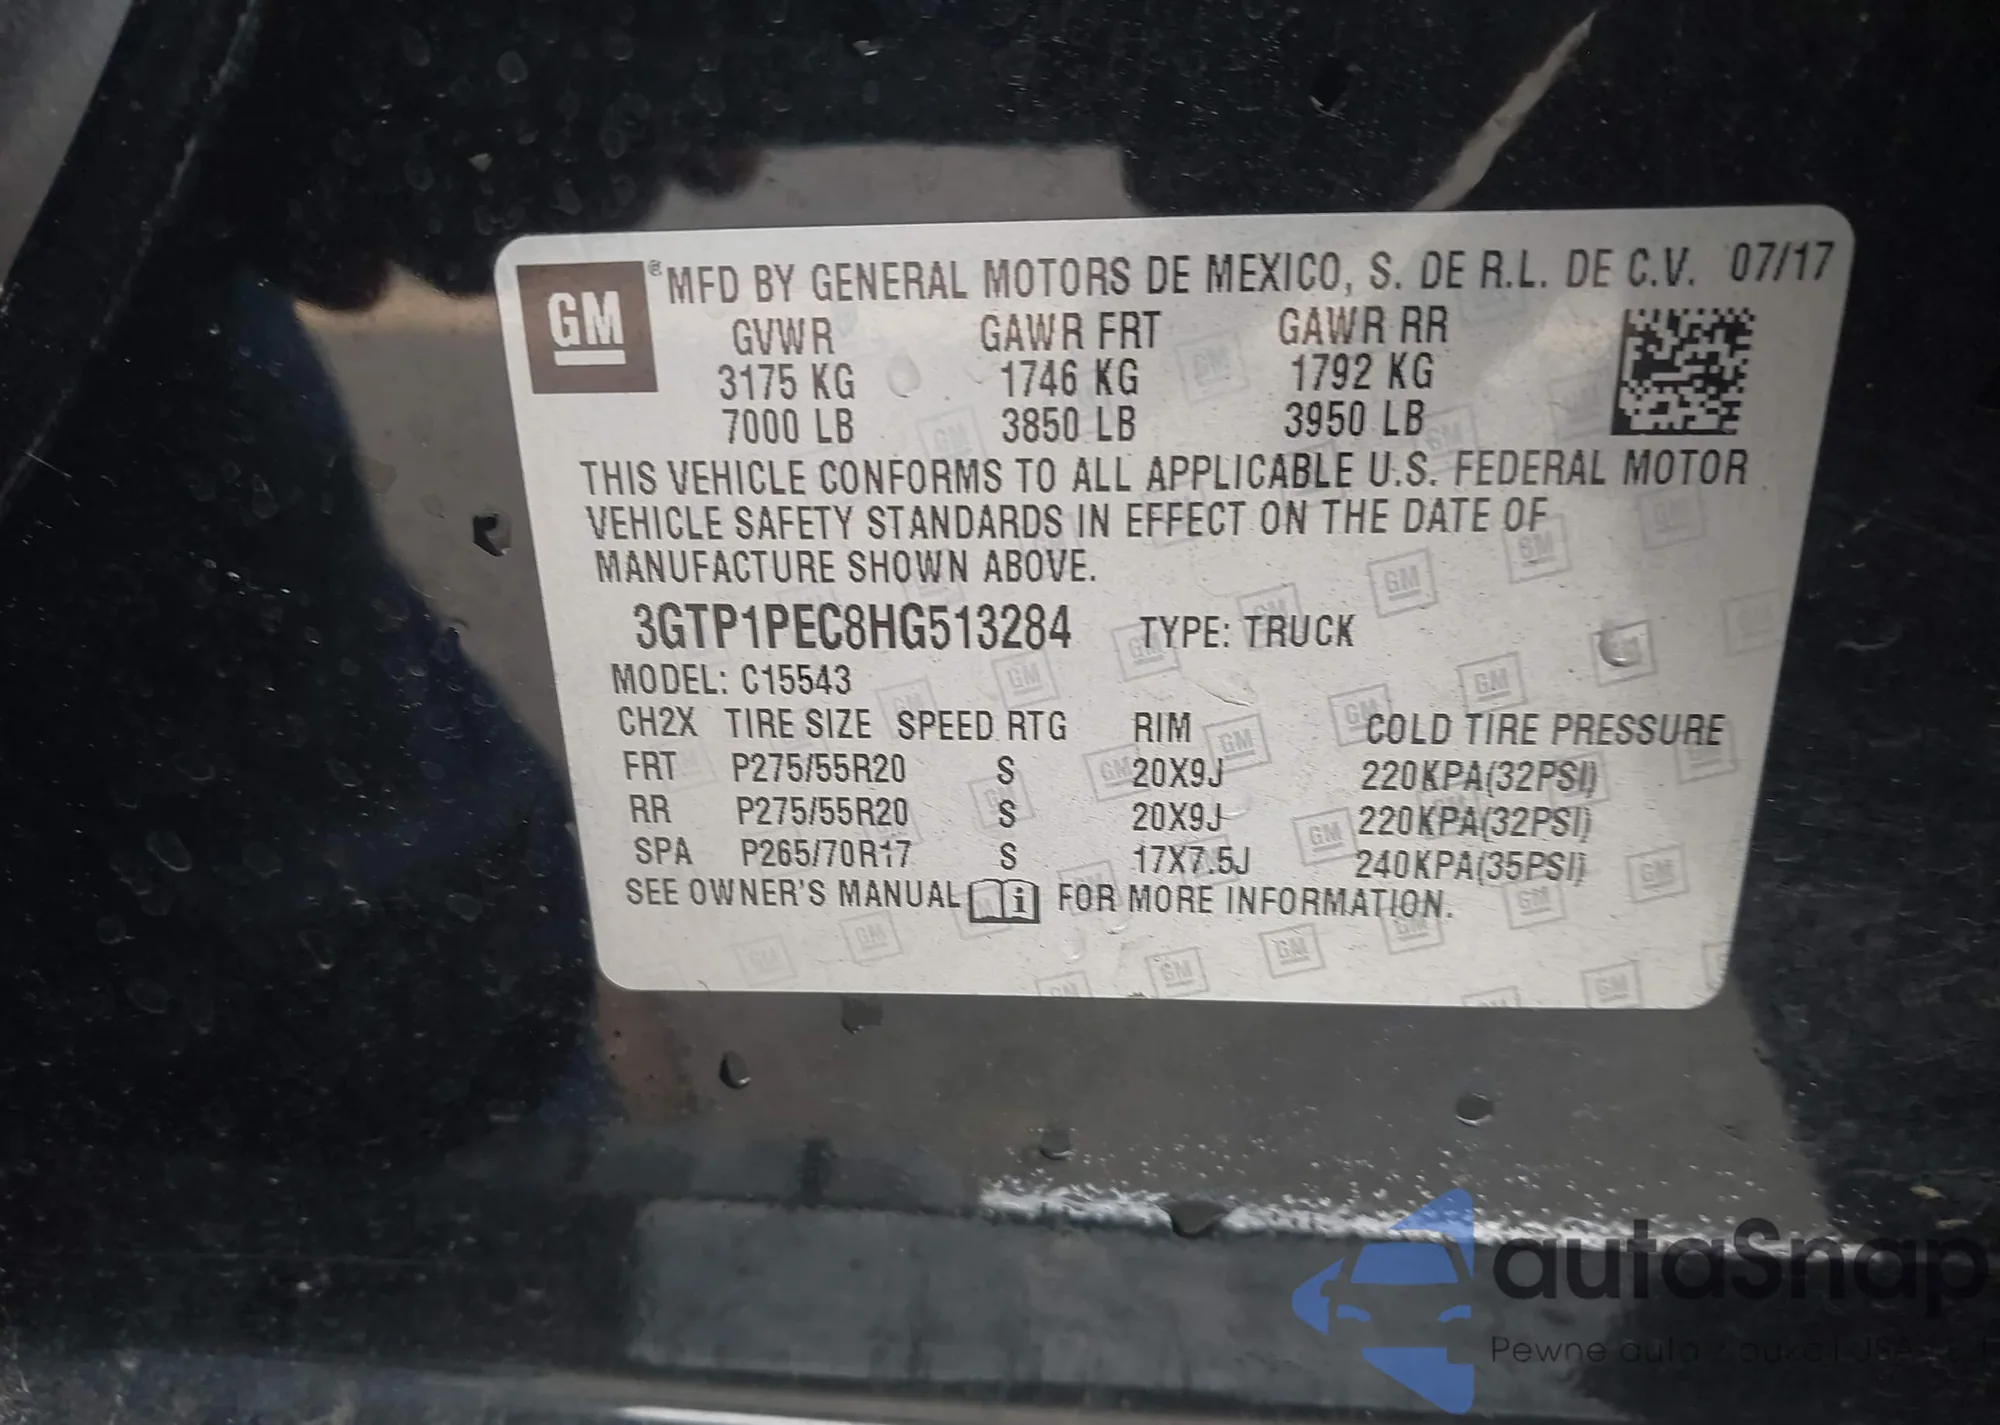 GM ® MFD BY GENERAL MOTORS DE MEXICO, S. DE R.L. DE C.V. 07/17
GVWR GAWR FRT GAWR RR
3175 KG 1746 KG 1792 KG
7000 LB 3850 LB 3950 LB
THIS VEHICLE CONFORMS TO ALL APPLICABLE U.S. FEDERAL MOTOR
VEHICLE SAFETY STANDARDS IN EFFECT ON THE DATE OF
MANUFACTURE SHOWN ABOVE.
3GTP1PEC8HG513284 TYPE: TRUCK
MODEL: C15543
CH2X TIRE SIZE SPEED RTG RIM COLD TIRE PRESSURE
FRT P275/55R20 S 20X9J 220KPA(32PSI)
RR P275/55R20 S 20X9J 220KPA(32PSI)
SPA P265/70R17 S 17X7.5J 240KPA(35PSI)
SEE OWNER'S MANUAL i FOR MORE INFORMATION.
autaSnap
Pewne auta z